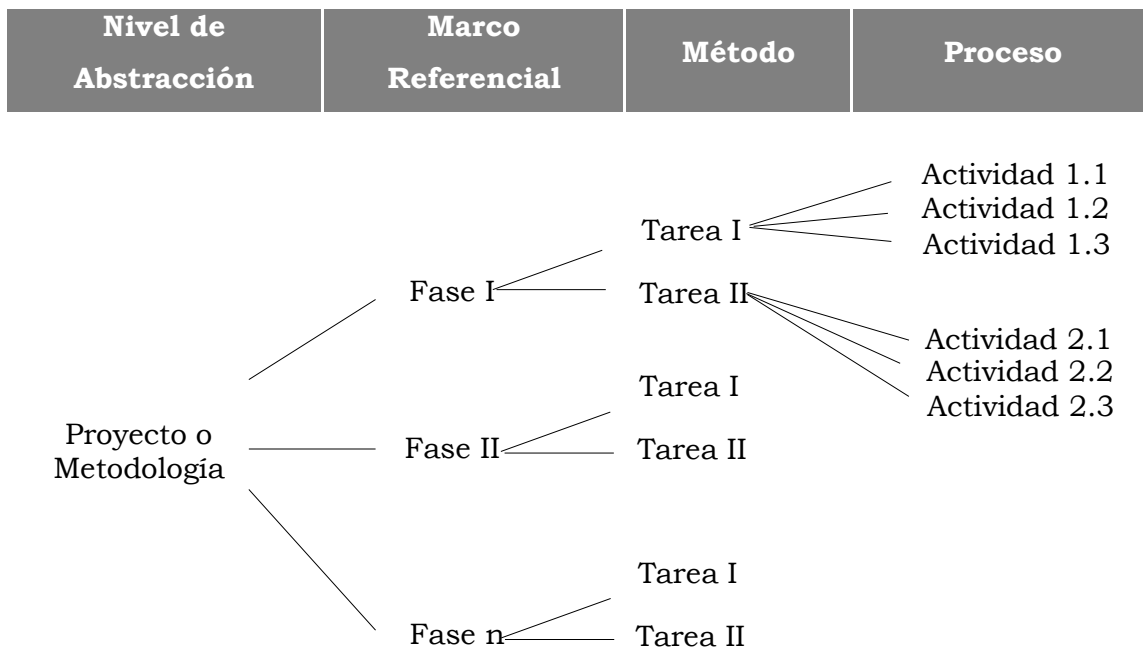 Nivel de
Abstracción
Marco
Referencial
Método
Proceso
Actividad 1.1
Actividad 1.2
Tarea I
Actividad 1.3
Fase I
Tarea II
Actividad 2.1
Actividad 2.2
Tarea I
Actividad 2.3
Proyecto o
Metodología
Fase II
Tarea II
Tarea I
Fase n
Tarea II